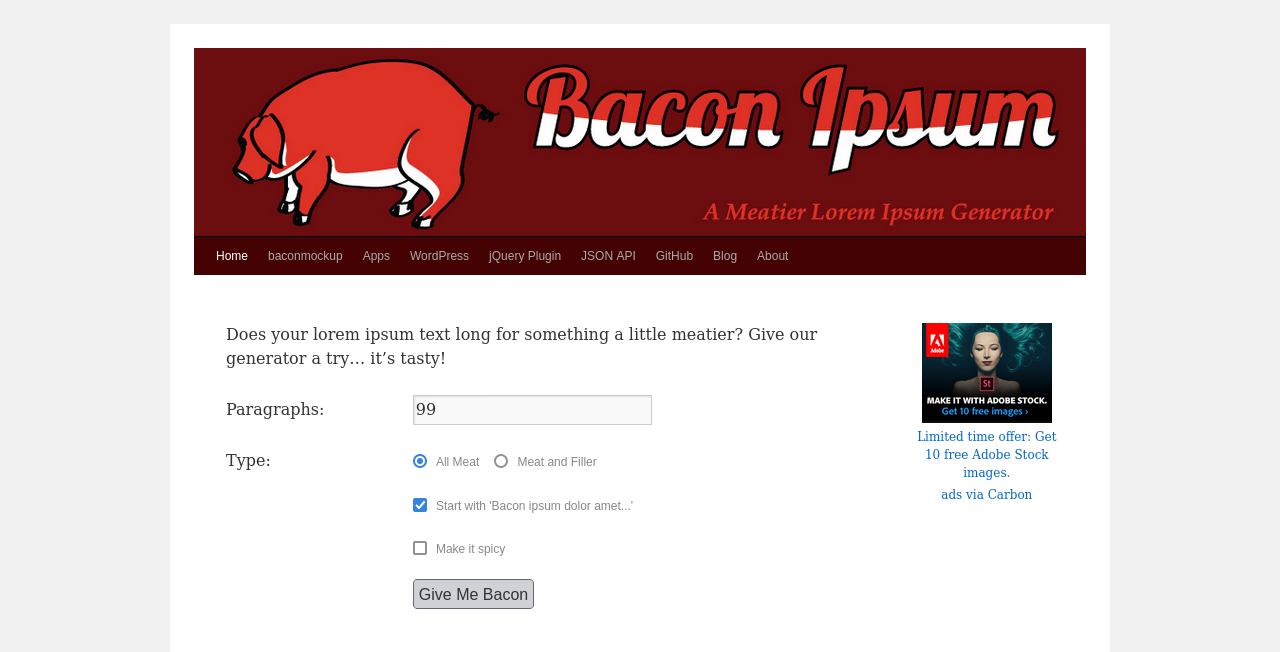 Bacon Ipsum
A Meatier Lorem Ipsum Generator
Home baconmockup Apps WordPress jQuery Plugin JSON API GitHub Blog About
Does your lorem ipsum text long for something a little meatier? Give our
generator a try… it’s tasty!
Paragraphs: 99
Type: All Meat Meat and Filler
Start with 'Bacon ipsum dolor amet...'
Make it spicy
Give Me Bacon
Adobe
St
MAKE IT WITH ADOBE STOCK.
Get 10 free images ›
Limited time offer: Get
10 free Adobe Stock
images.
ads via Carbon